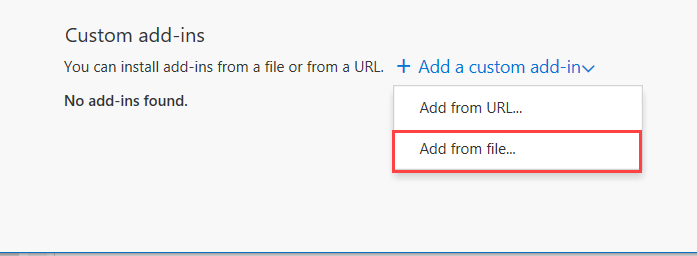 Custom add-ins
You can install add-ins from a file or from a URL. + Add a custom add-in
No add-ins found.
Add from URL...
Add from file...